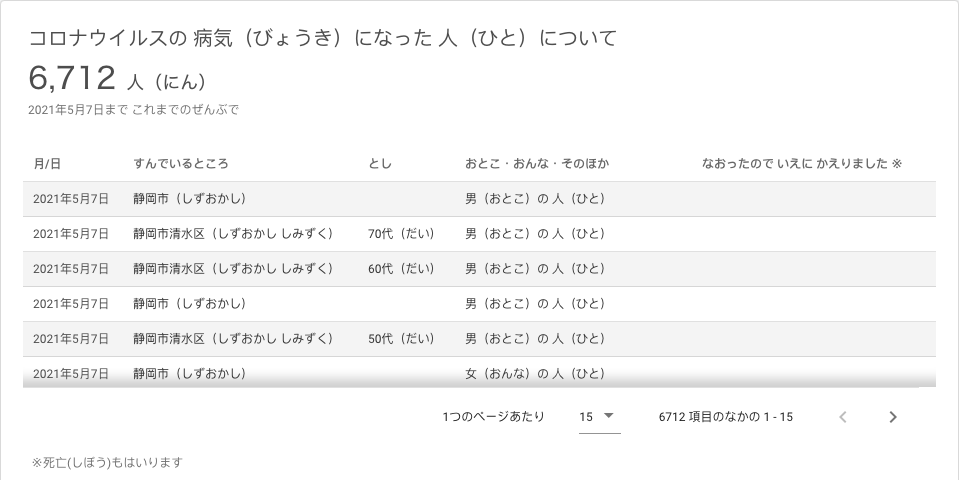 コロナウイルスの 病気（びょうき）になった 人（ひと）について
6,712 人（にん）
2021年5月7日まで これまでのぜんぶで
月/日 すんでいるところ とし おとこ・おんな・そのほか なおったので いえに かえりました ※
2021年5月7日 静岡市（しずおかし） 男（おとこ）の 人（ひと）
2021年5月7日 静岡市清水区（しずおかし しみずく） 70代（だい） 男（おとこ）の 人（ひと）
2021年5月7日 静岡市清水区（しずおかし しみずく） 60代（だい） 男（おとこ）の 人（ひと）
2021年5月7日 静岡市（しずおかし） 男（おとこ）の 人（ひと）
2021年5月7日 静岡市清水区（しずおかし しみずく） 50代（だい） 男（おとこ）の 人（ひと）
2021年5月7日 静岡市（しずおかし） 女（おんな）の 人（ひと）
1つのページあたり 15 6712 項目のなかの 1 - 15
※死亡(しぼう)もはいります